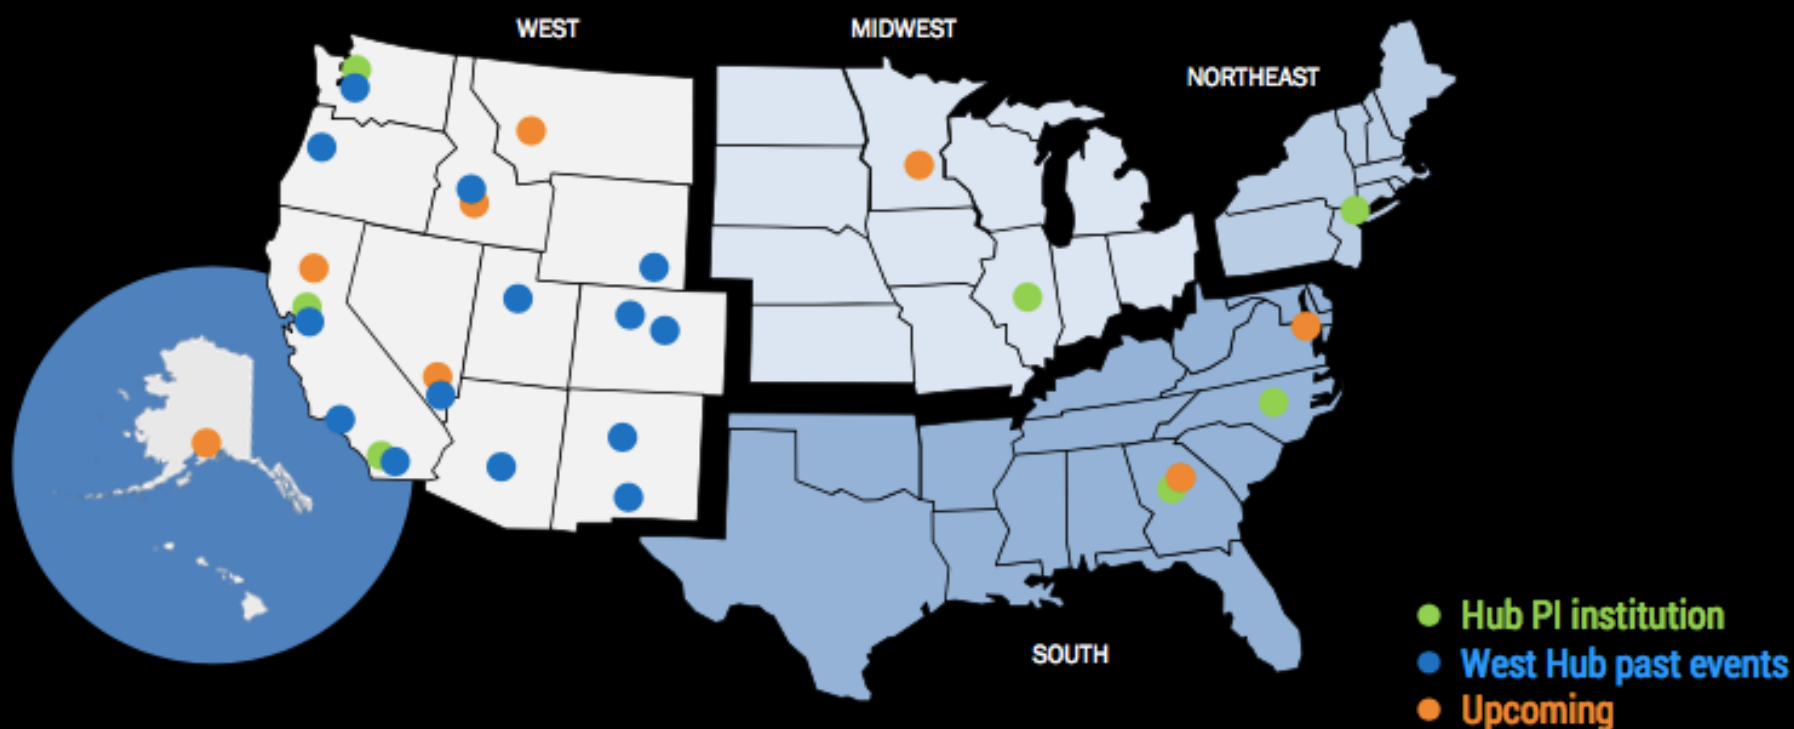 WEST
MIDWEST
NORTHEAST
SOUTH
Hub PI institution
West Hub past events
Upcoming